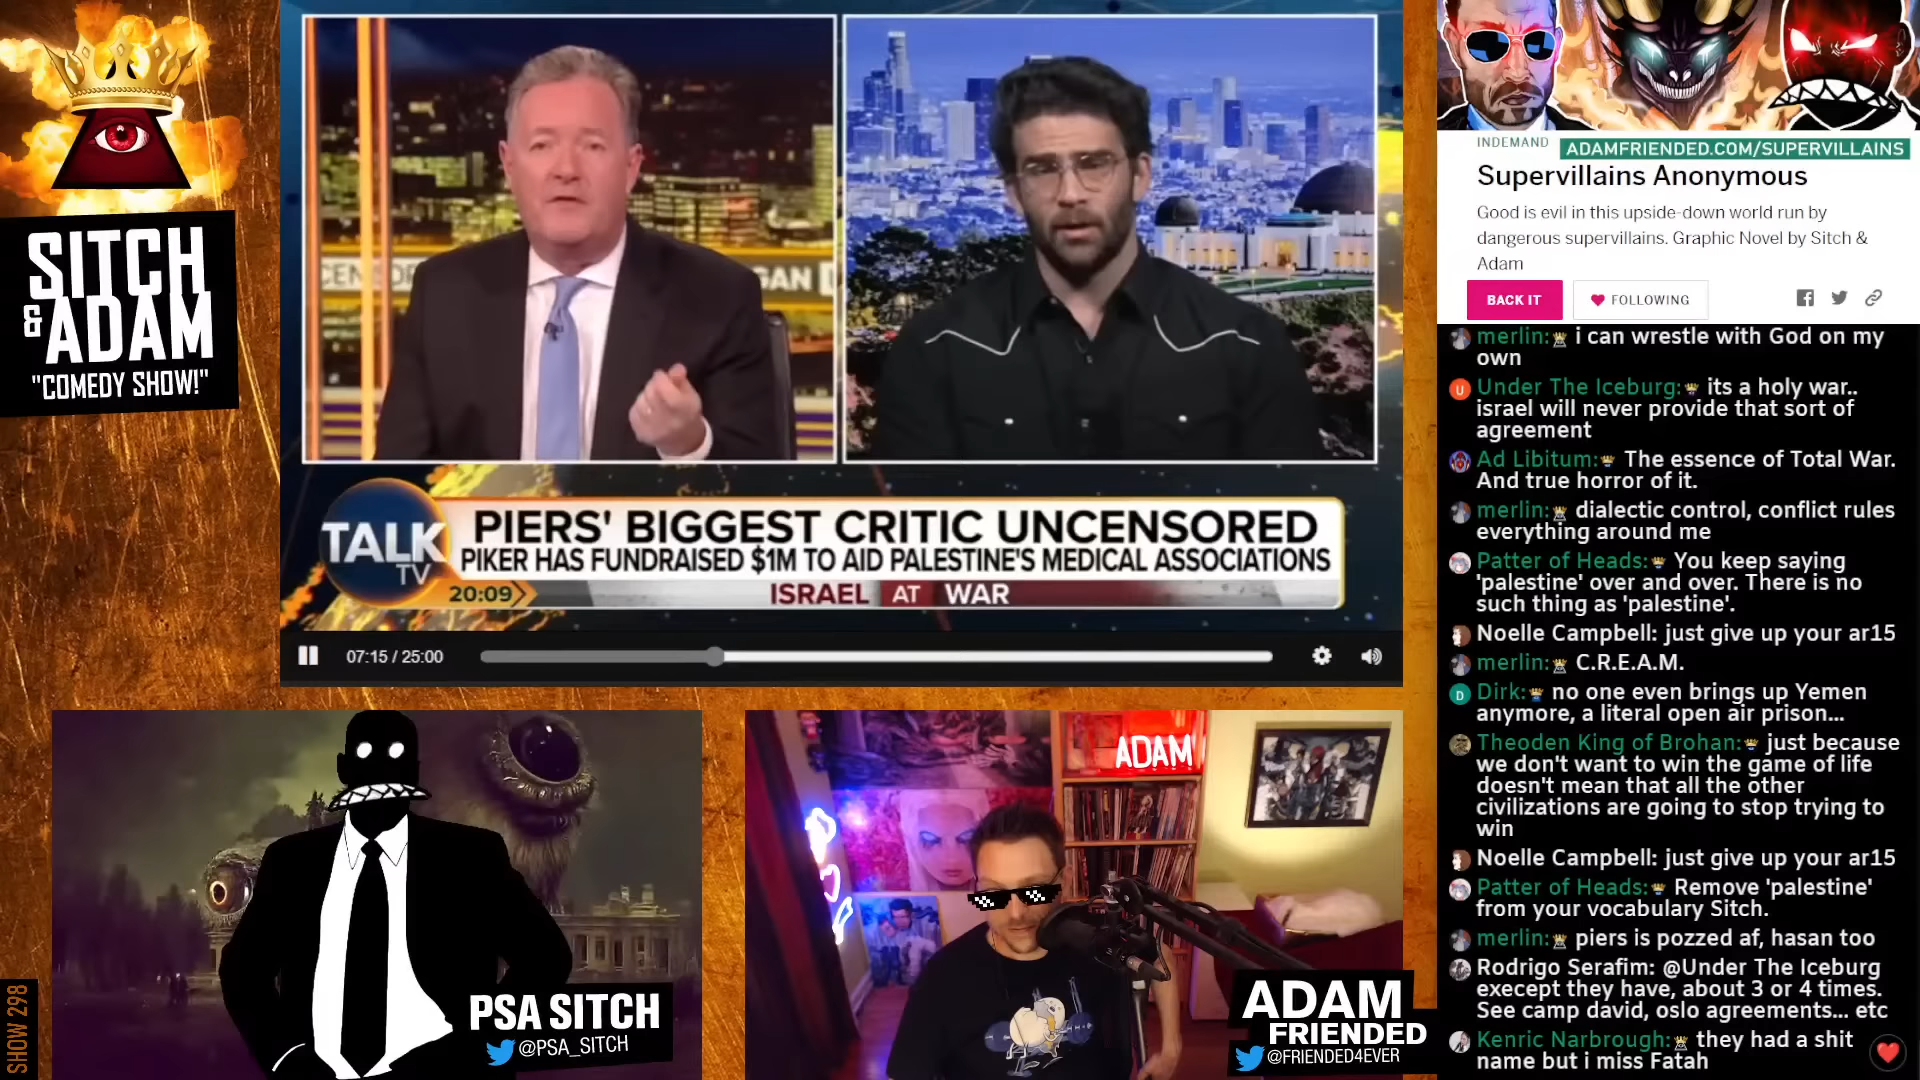 SITCH
& ADAM
"COMEDY SHOW!"
SHOW 298
CENSOR
GAN
TALK
TV
PIERS' BIGGEST CRITIC UNCENSORED
PIKER HAS FUNDRAISED $1M TO AID PALESTINE'S MEDICAL ASSOCIATIONS
20:09
ISRAEL AT WAR
07:15 / 25:00
PSA SITCH
@PSA_SITCH
ADAM
ADAM
FRIENDED
@FRIENDED4EVER
INDEMAND
ADAMFRIENDED.COM/SUPERVILLAINS
Supervillains Anonymous
Good is evil in this upside-down world run by
dangerous supervillains. Graphic Novel by Sitch &
Adam
BACK IT
FOLLOWING
merlin: i can wrestle with God on my
own
U
Under The Iceburg: its a holy war..
israel will never provide that sort of
agreement
Ad Libitum: The essence of Total War.
And true horror of it.
merlin: dialectic control, conflict rules
everything around me
Patter of Heads: You keep saying
'palestine' over and over. There is no
such thing as 'palestine'.
Noelle Campbell: just give up your ar15
merlin: C.R.E.A.M.
D
Dirk: no one even brings up Yemen
anymore, a literal open air prison...
Theoden King of Brohan: just because
we don't want to win the game of life
doesn't mean that all the other
civilizations are going to stop trying to
win
Noelle Campbell: just give up your ar15
Patter of Heads: Remove 'palestine'
from your vocabulary Sitch.
merlin: piers is pozzed af, hasan too
Rodrigo Serafim: @Under The Iceburg
execept they have, about 3 or 4 times.
See camp david, oslo agreements... etc
Kenric Narbrough: they had a shit
name but i miss Fatah